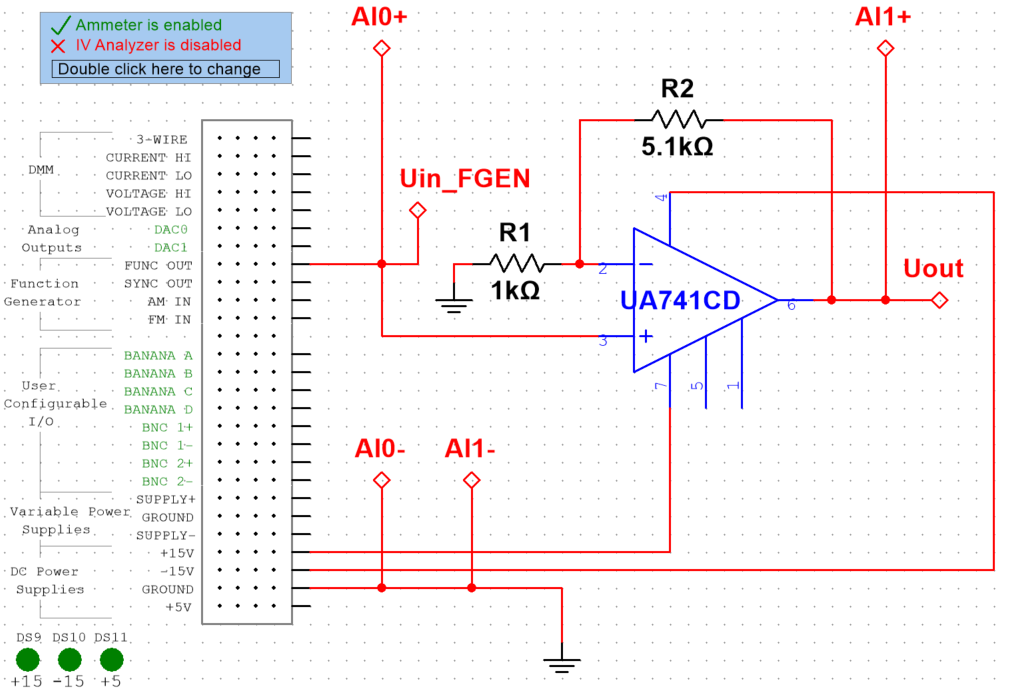 Ammeter is enabled
IV Analyzer is disabled
Double click here to change
AI0+
AI1+
R2
5.1kΩ
Uin_FGEN
R1
1kΩ
4
2
3
6
7
5
1
UA741CD
Uout
AI0-
AI1-
3-WIRE
CURRENT HI
CURRENT LO
VOLTAGE HI
VOLTAGE LO
DAC0
DAC1
FUNC OUT
SYNC OUT
AM IN
FM IN
BANANA A
BANANA B
BANANA C
BANANA D
BNC 1+
BNC 1-
BNC 2+
BNC 2-
SUPPLY+
GROUND
SUPPLY-
+15V
-15V
GROUND
+5V
DMM
Analog
Outputs
Function
Generator
User
Configurable
I/O
Variable Power
Supplies
DC Power
Supplies
DS9 DS10 DS11
+15 -15 +5